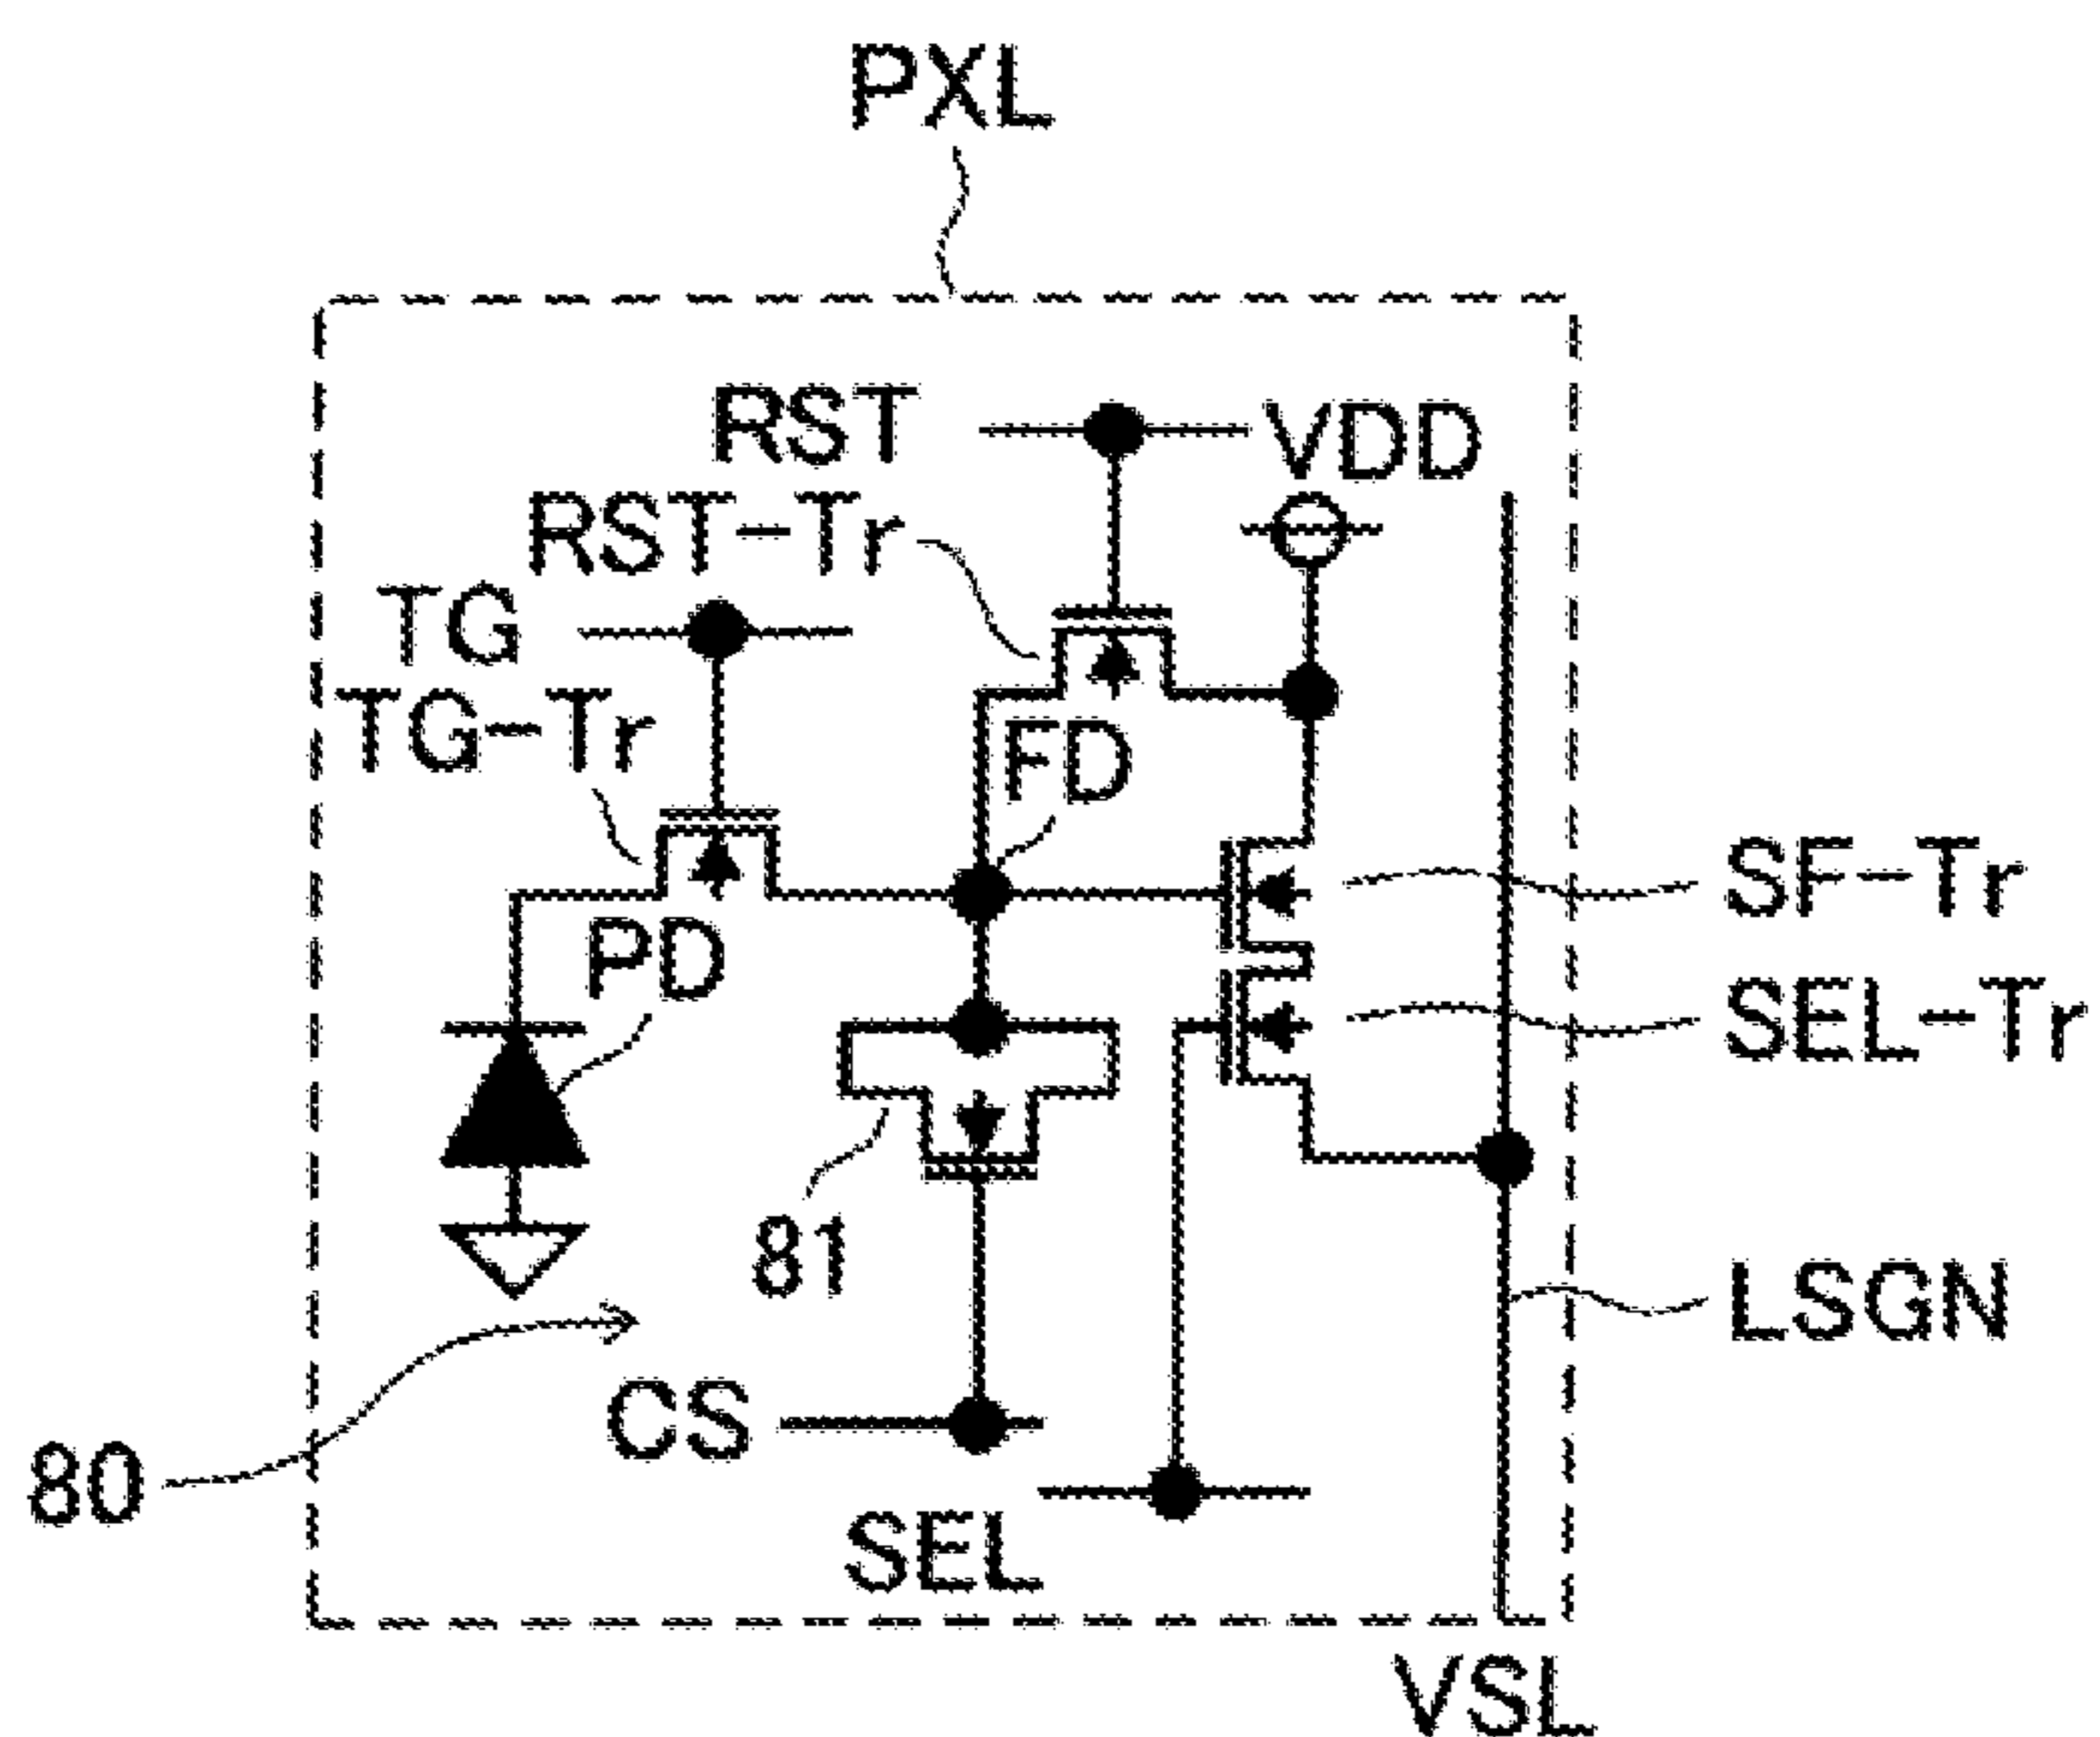 PXL
RST
VDD
RST-Tr
TG
TG-Tr
FD
SF-Tr
PD
SEL-Tr
81
LSGN
CS
80
SEL
VSL